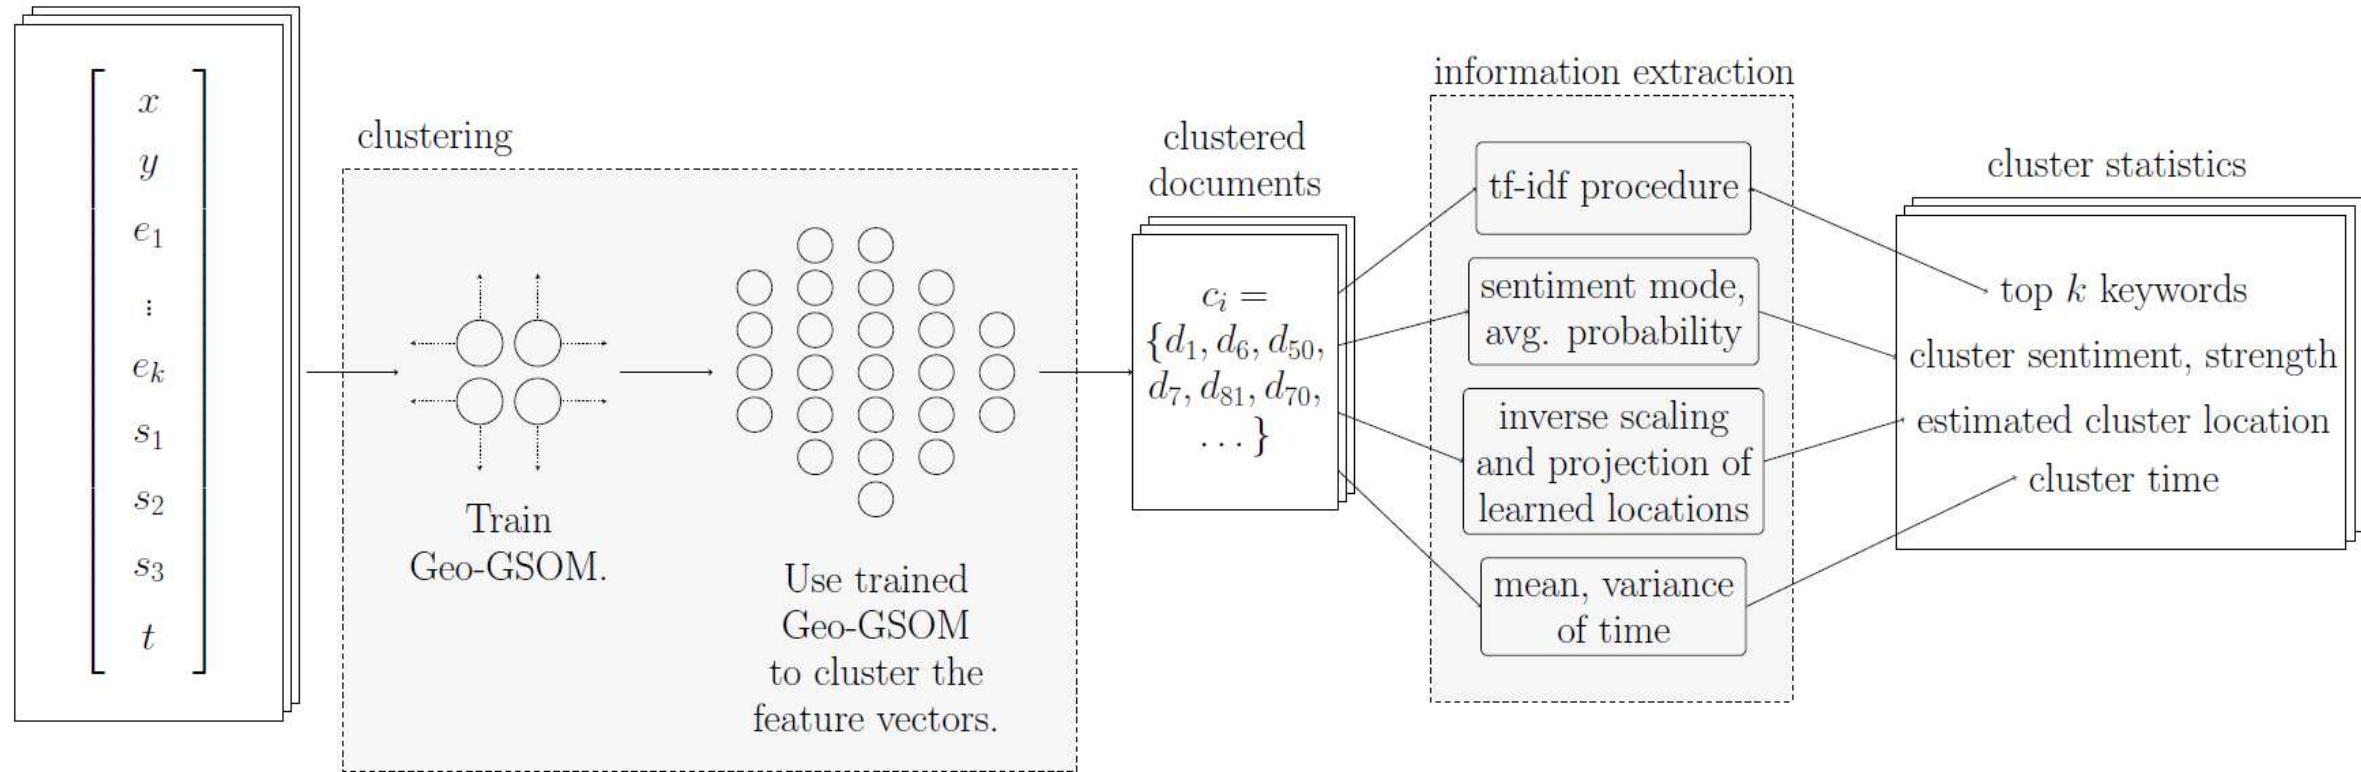 x
y
e₁
⋮
eₖ
s₁
s₂
s₃
t
clustering
Train
Geo-GSOM.
Use trained
Geo-GSOM
to cluster the
feature vectors.
clustered
documents
cᵢ =
{d₁, d₆, d₅₀,
d₇, d₈₁, d₇₀,
. . . }
information extraction
tf-idf procedure
sentiment mode,
avg. probability
inverse scaling
and projection of
learned locations
mean, variance
of time
cluster statistics
top k keywords
cluster sentiment, strength
estimated cluster location
cluster time